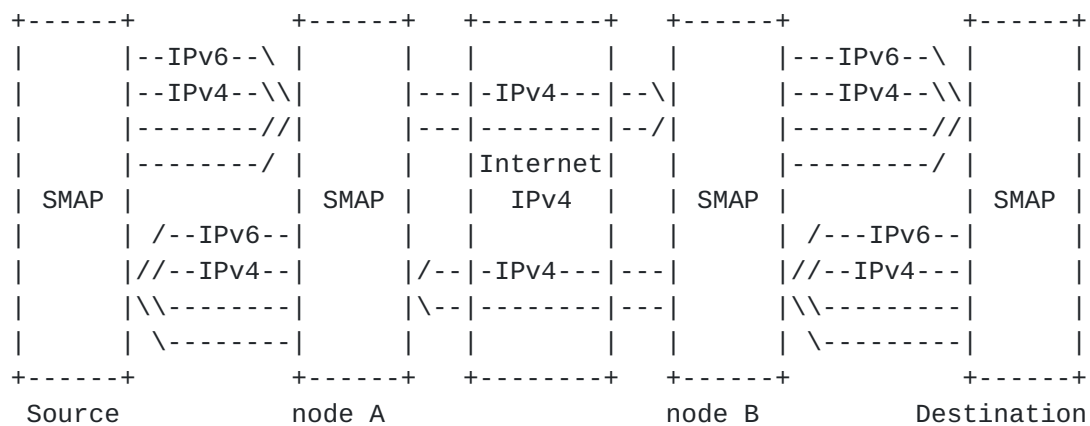 +------+          +------+   +--------+   +------+           +------+
|      |--IPv6--\ |      |   |        |   |      |---IPv6--\ |      |
|      |--IPv4--\\|      |---|-IPv4---|--\|      |---IPv4--\\|      |
|      |--------//|      |---|--------|--/|      |---------//|      |
|      |--------/ |      |   |Internet|   |      |---------/ |      |
| SMAP |          | SMAP |   |  IPv4  |   | SMAP |           | SMAP |
|      | /--IPv6--|      |   |        |   |      | /---IPv6--|      |
|      |//--IPv4--|      |/--|-IPv4---|---|      |//--IPv4---|      |
|      |\\--------|      |\--|--------|---|      |\\---------|      |
|      | \--------|      |   |        |   |      | \---------|      |
+------+          +------+   +--------+   +------+           +------+
 Source           node A                  node B          Destination